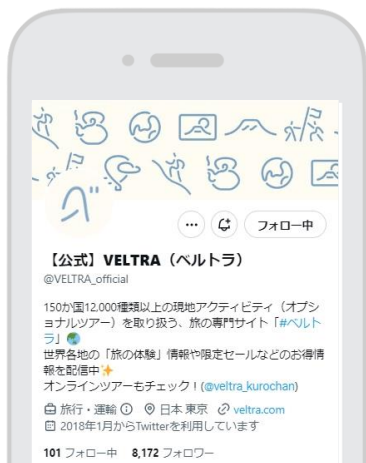 ベ
フォロー中
【公式】VELTRA（ベルトラ）
@VELTRA_official
150か国12,000種類以上の現地アクティビティ（オプシ
ョナルツアー）を取り扱う、旅の専門サイト「#ベルト
ラ」
世界各地の「旅の体験」情報や限定セールなどのお得情
報を配信中
オンラインツアーもチェック！(@veltra_kurochan)
旅行・運輸 日本 東京 veltra.com
2018年1月からTwitterを利用しています
101 フォロー中 8,172 フォロワー